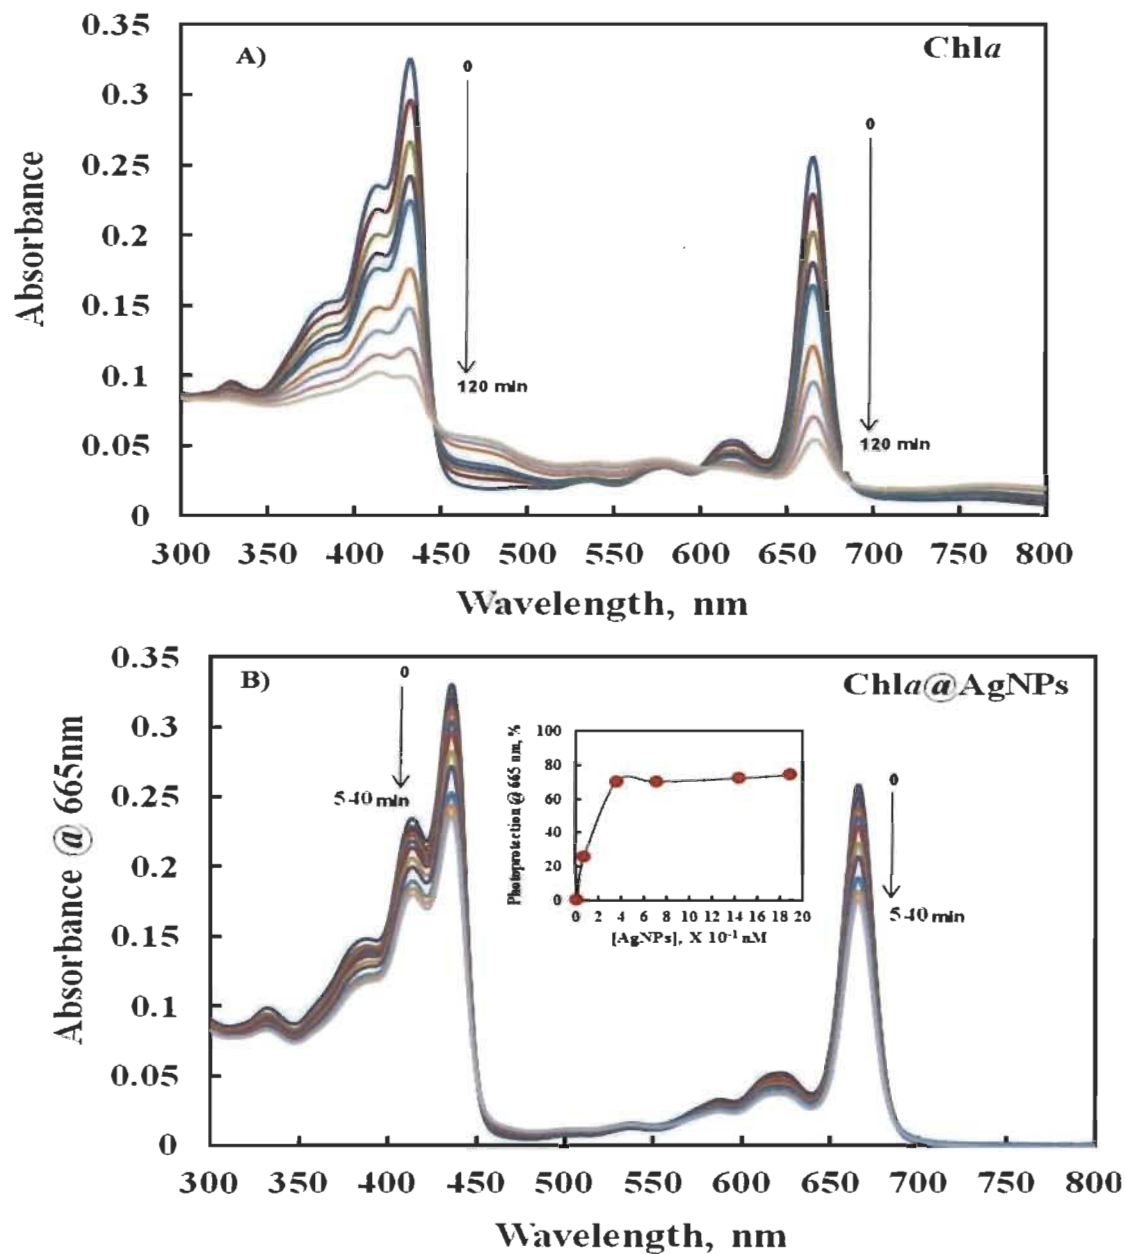 A)
Chla
0.35
0.3
0.25
0.2
0.15
0.1
0.05
0
Absorbance
0
120 min
0
120 min
300 350 400 450 500 550 600 650 700 750 800
Wavelength, nm
B)
Chla@AgNPs
0.35
0.3
0.25
0.2
0.15
0.1
0.05
0
Absorbance @ 665nm
0
540 min
100
80
60
40
20
0
Photoprotection @ 665 nm, %
0 2 4 6 8 10 12 14 16 18 20
[AgNPs], X 10⁻¹ nM
0
540 min
300 350 400 450 500 550 600 650 700 750 800
Wavelength, nm